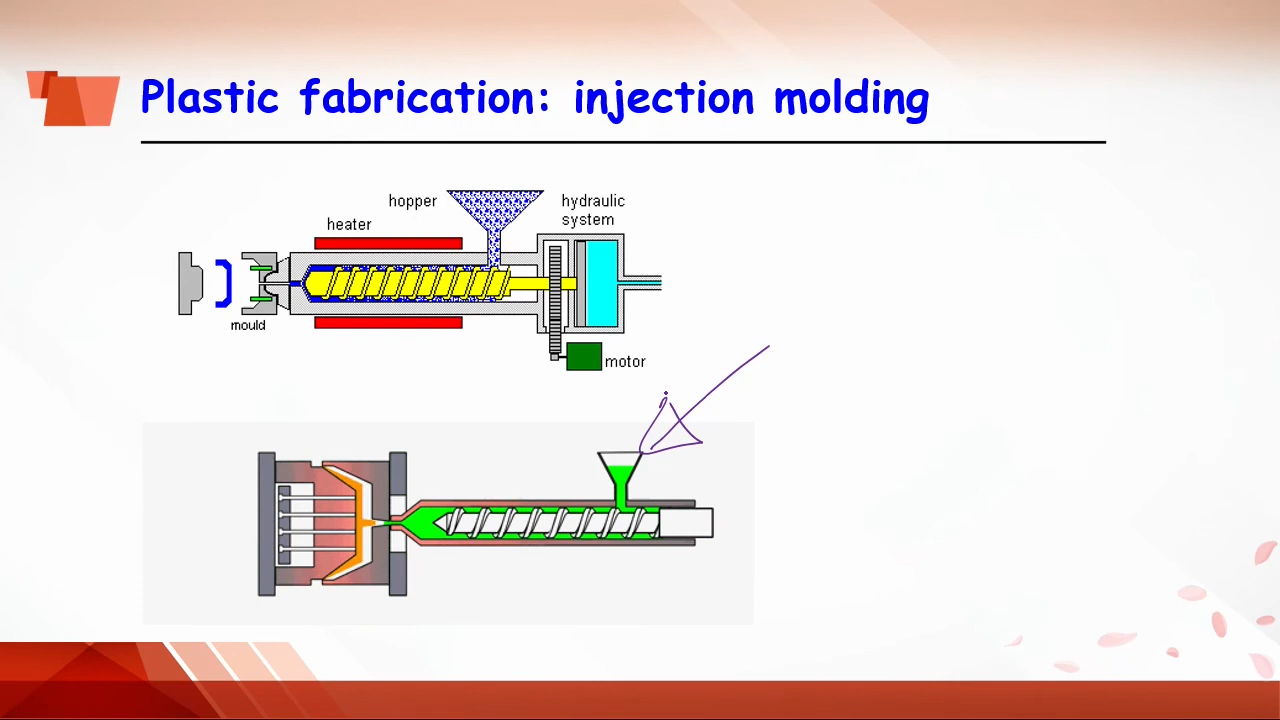 Plastic fabrication: injection molding
hopper
hydraulic
system
heater
mould
motor